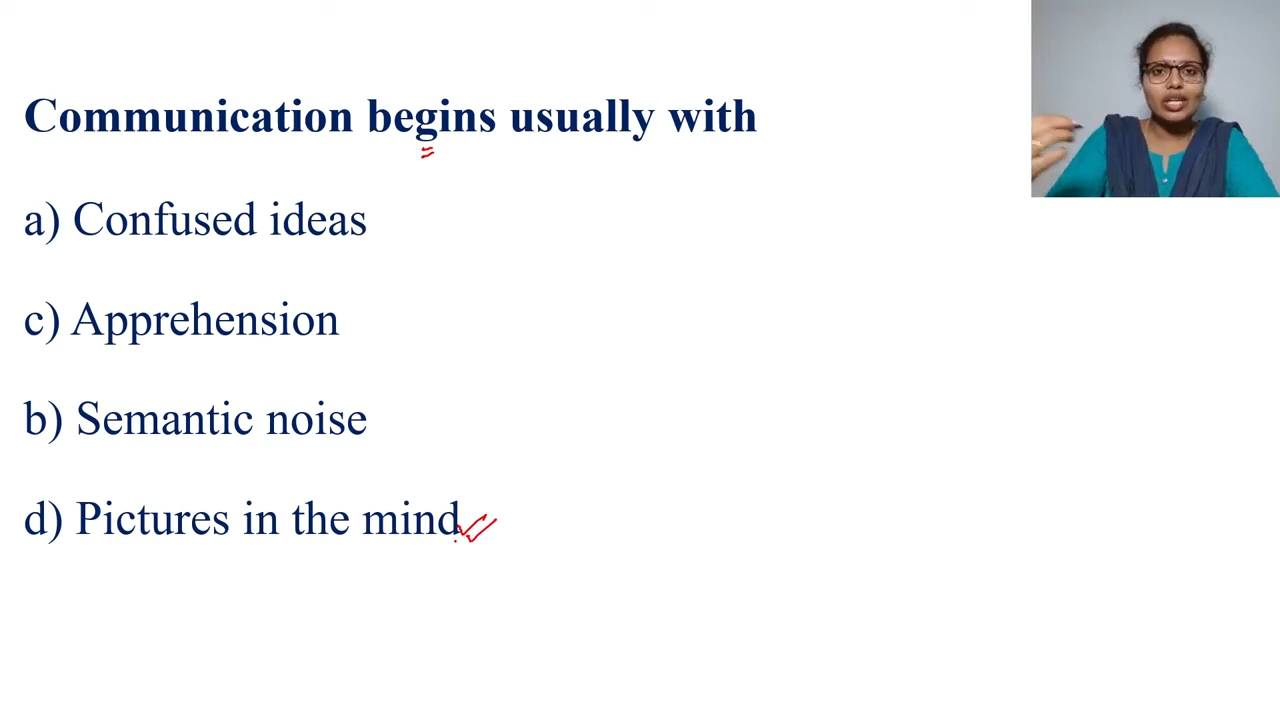 Communication begins usually with
a) Confused ideas
c) Apprehension
b) Semantic noise
d) Pictures in the mind